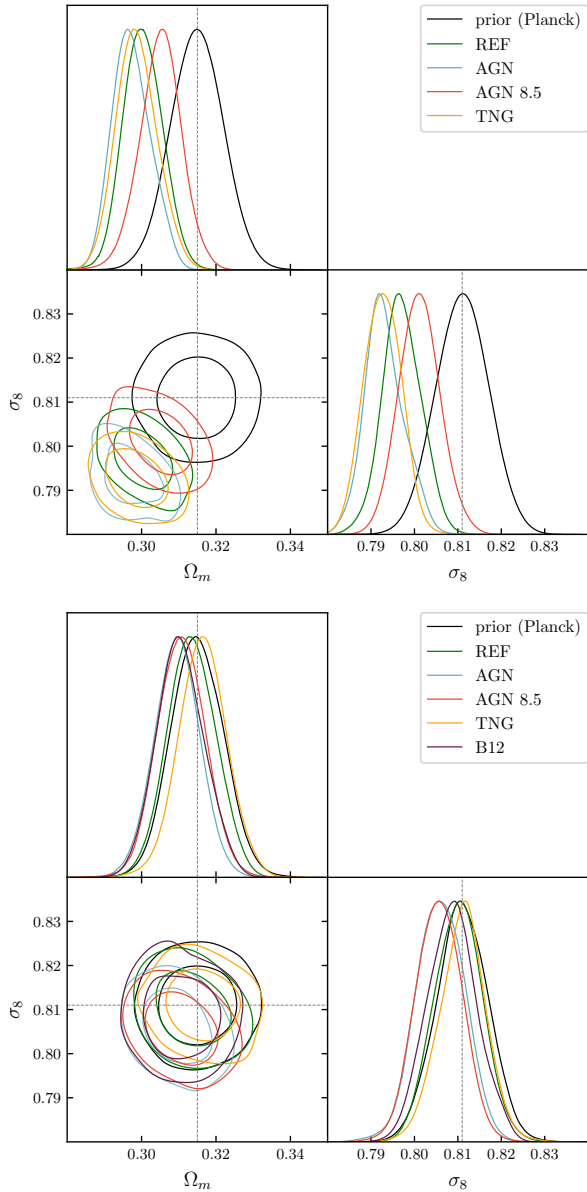 prior (Planck)
REF
AGN
AGN 8.5
TNG
0.83
0.82
0.81
0.80
0.79
σ8
0.30 0.32 0.34
Ωm
0.79 0.80 0.81 0.82 0.83
σ8
prior (Planck)
REF
AGN
AGN 8.5
TNG
B12
0.83
0.82
0.81
0.80
0.79
σ8
0.30 0.32 0.34
Ωm
0.79 0.80 0.81 0.82 0.83
σ8